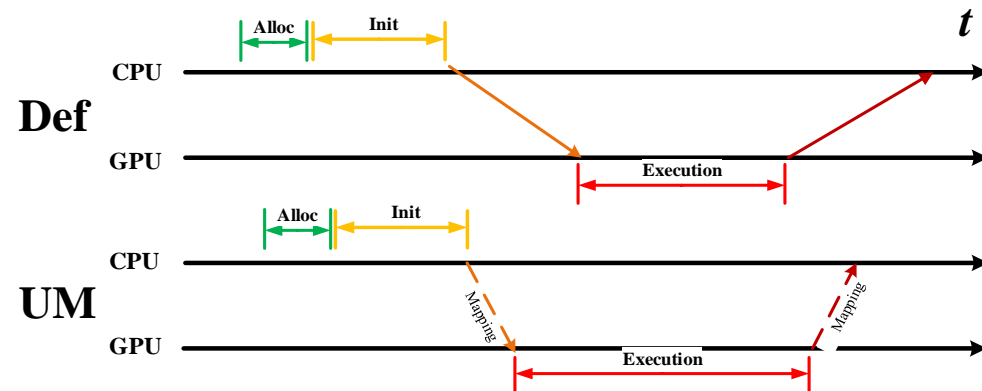 t
Alloc
Init
CPU
Def
GPU
Execution
Alloc
Init
CPU
UM
Mapping
Mapping
GPU
Execution